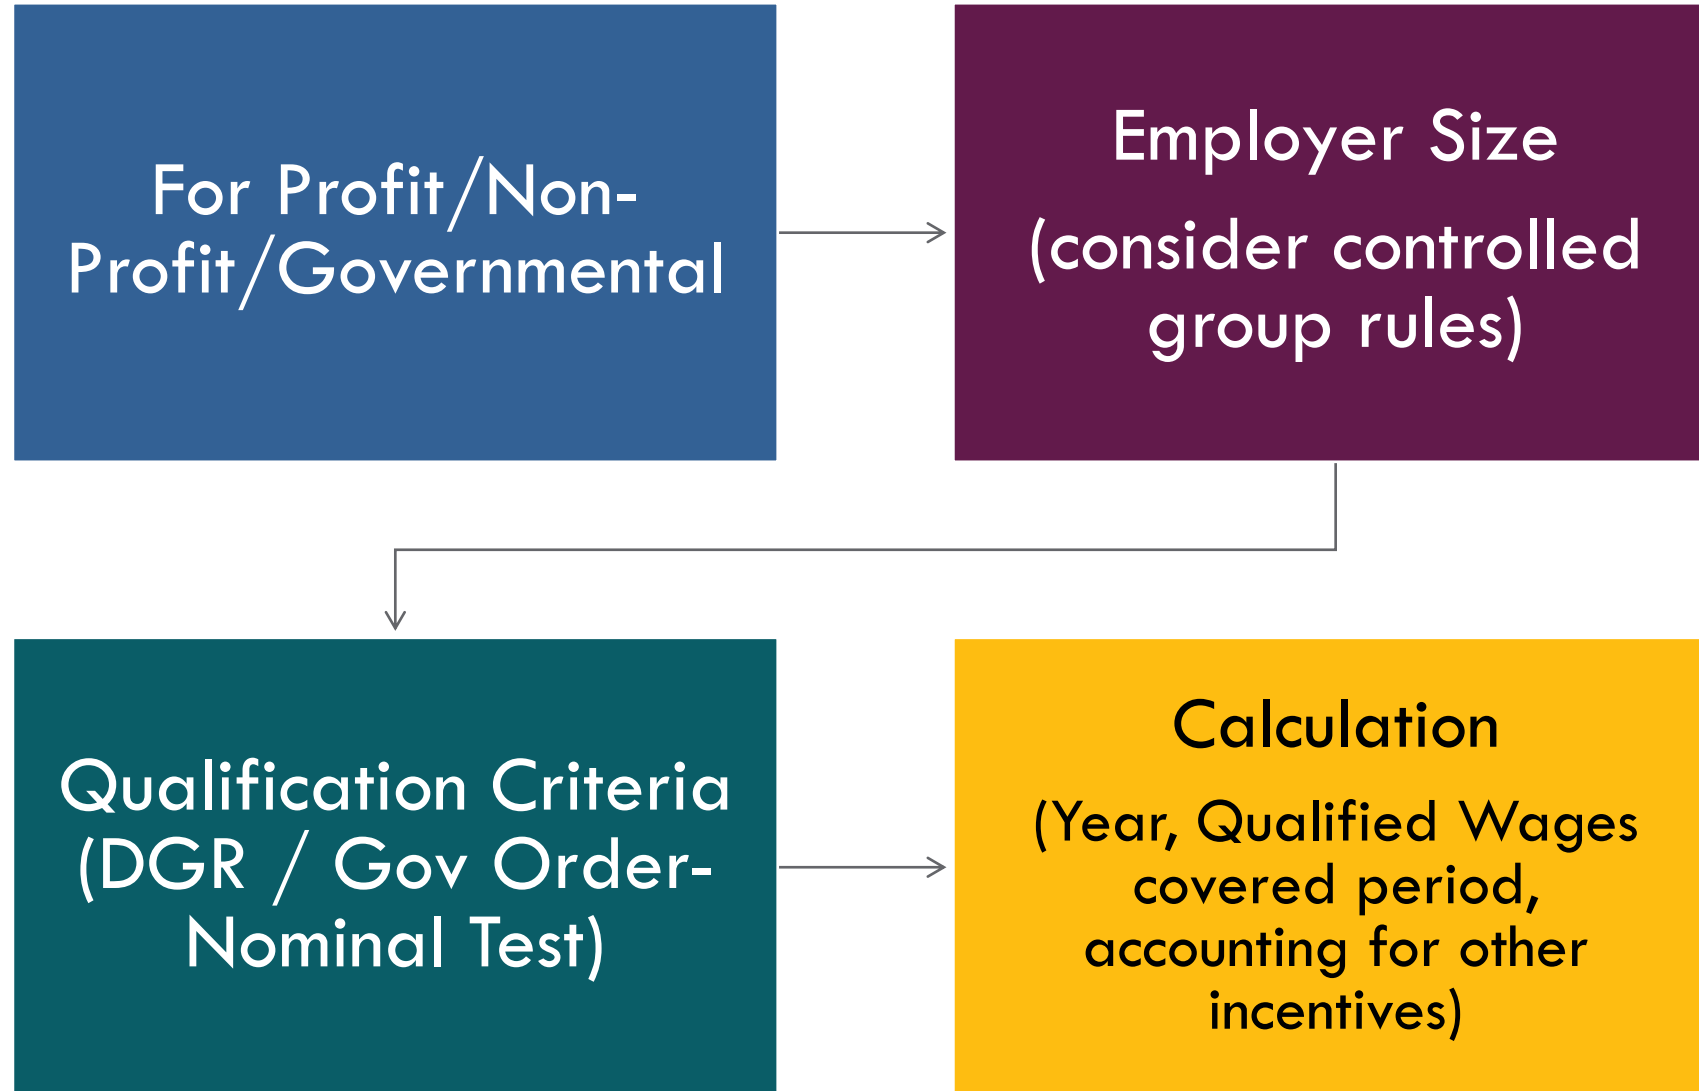 For Profit/Non-
Profit/Governmental
Employer Size
(consider controlled
group rules)
Qualification Criteria
(DGR / Gov Order-
Nominal Test)
Calculation
(Year, Qualified Wages
covered period,
accounting for other
incentives)